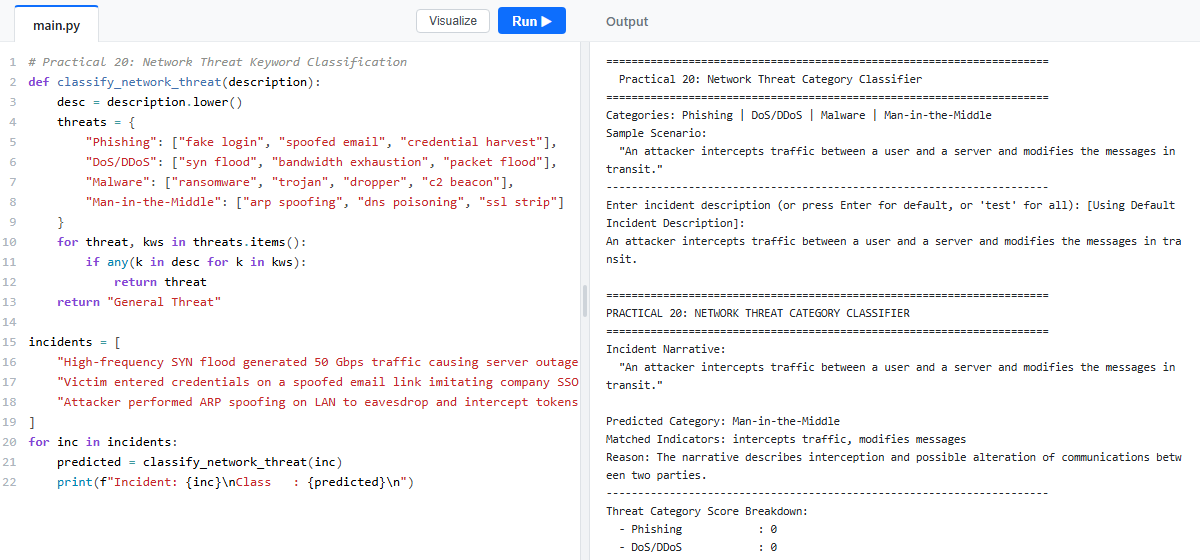 main.py
Visualize
Run ▶
Output
1 # Practical 20: Network Threat Keyword Classification
2 def classify_network_threat(description):
3     desc = description.lower()
4     threats = {
5         "Phishing": ["fake login", "spoofed email", "credential harvest"],
6         "DoS/DDoS": ["syn flood", "bandwidth exhaustion", "packet flood"],
7         "Malware": ["ransomware", "trojan", "dropper", "c2 beacon"],
8         "Man-in-the-Middle": ["arp spoofing", "dns poisoning", "ssl strip"]
9     }
10     for threat, kws in threats.items():
11         if any(k in desc for k in kws):
12             return threat
13     return "General Threat"
14
15 incidents = [
16     "High-frequency SYN flood generated 50 Gbps traffic causing server outage
17     "Victim entered credentials on a spoofed email link imitating company SSO
18     "Attacker performed ARP spoofing on LAN to eavesdrop and intercept tokens
19 ]
20 for inc in incidents:
21     predicted = classify_network_threat(inc)
22     print(f"Incident: {inc}\nClass   : {predicted}\n")
======================================================================
  Practical 20: Network Threat Category Classifier
======================================================================
Categories: Phishing | DoS/DDoS | Malware | Man-in-the-Middle
Sample Scenario:
  "An attacker intercepts traffic between a user and a server and modifies the messages in
transit."
----------------------------------------------------------------------
Enter incident description (or press Enter for default, or 'test' for all): [Using Default
Incident Description]:
An attacker intercepts traffic between a user and a server and modifies the messages in tra
nsit.
======================================================================
PRACTICAL 20: NETWORK THREAT CATEGORY CLASSIFIER
======================================================================
Incident Narrative:
  "An attacker intercepts traffic between a user and a server and modifies the messages in
transit."
Predicted Category: Man-in-the-Middle
Matched Indicators: intercepts traffic, modifies messages
Reason: The narrative describes interception and possible alteration of communications betw
een two parties.
----------------------------------------------------------------------
Threat Category Score Breakdown:
  - Phishing            : 0
  - DoS/DDoS            : 0